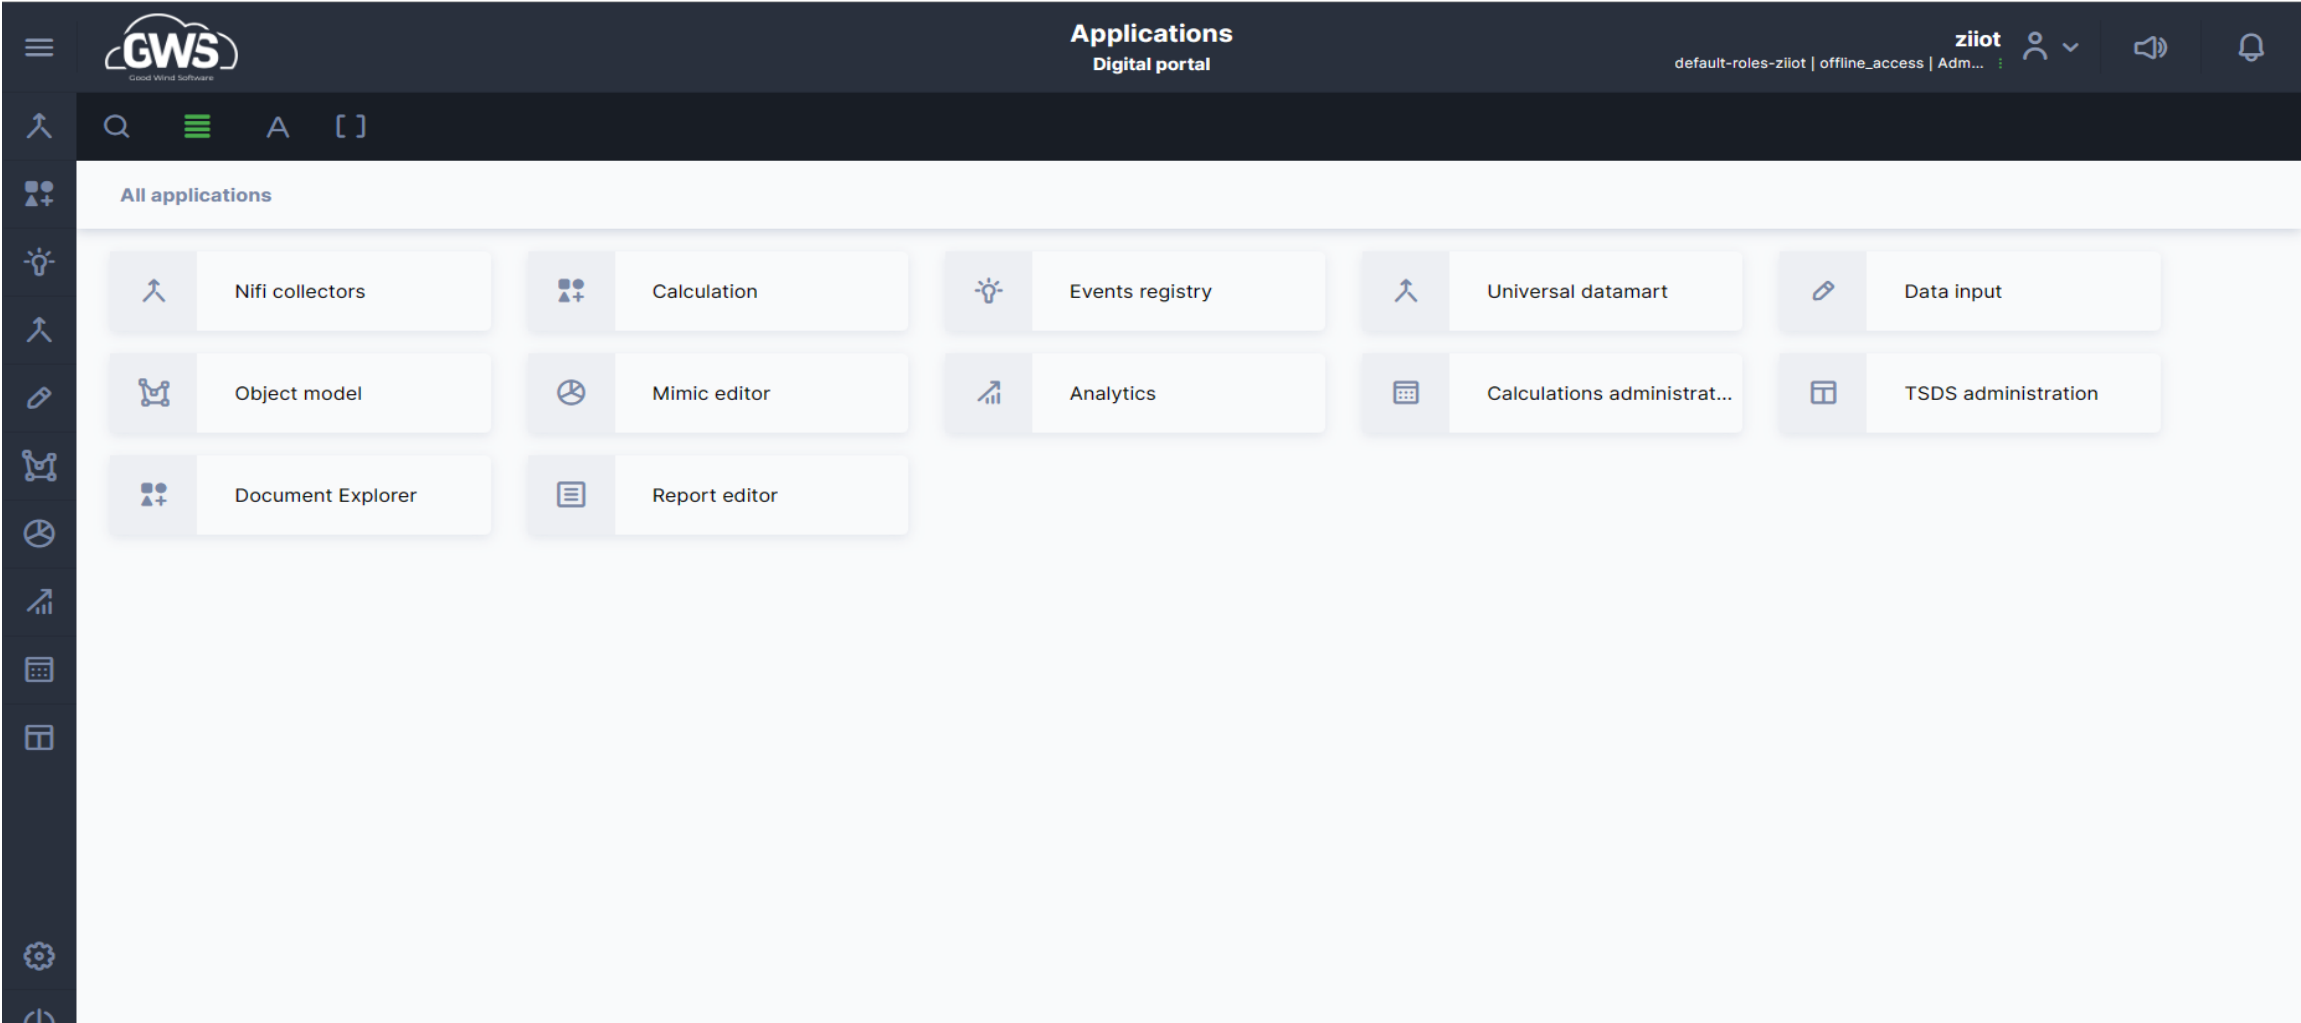 GWS
Good Wind Software
Applications
Digital portal
ziiot
default-roles-ziiot | offline_access | Adm...
All applications
Nifi collectors
Calculation
Events registry
Universal datamart
Data input
Object model
Mimic editor
Analytics
Calculations administrat...
TSDS administration
Document Explorer
Report editor